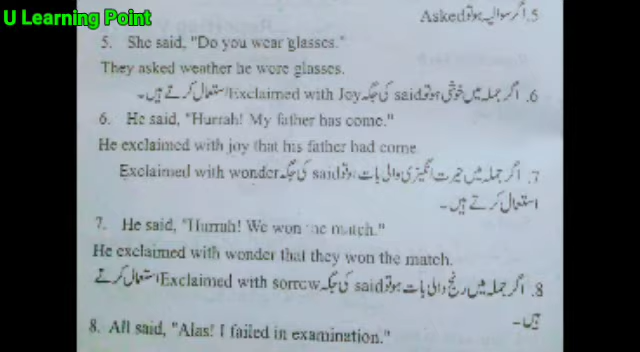 U Learning Point
5. اگر سوالیہ ہو تو Asked
5. She said, "Do you wear glasses."
They asked weather he wore glasses.
6. اگر جملہ میں خوشی ہو تو said کی جگہ Exclaimed with Joy استعمال کرتے ہیں۔
6. He said, "Hurrah! My father has come."
He exclaimed with joy that his father had come
7. اگر جملہ میں حیرت انگیزی والی بات ہو تو said کی جگہ Exclaimed with wonder
استعمال کرتے ہیں۔
7. He said, "Hurrah! We won the match."
He exclaimed with wonder that they won the match.
8. اگر جملہ میں رنج والی بات ہو تو said کی جگہ Exclaimed with sorrow استعمال کرتے
ہیں۔
8. All said, "Alas! I failed in examination."